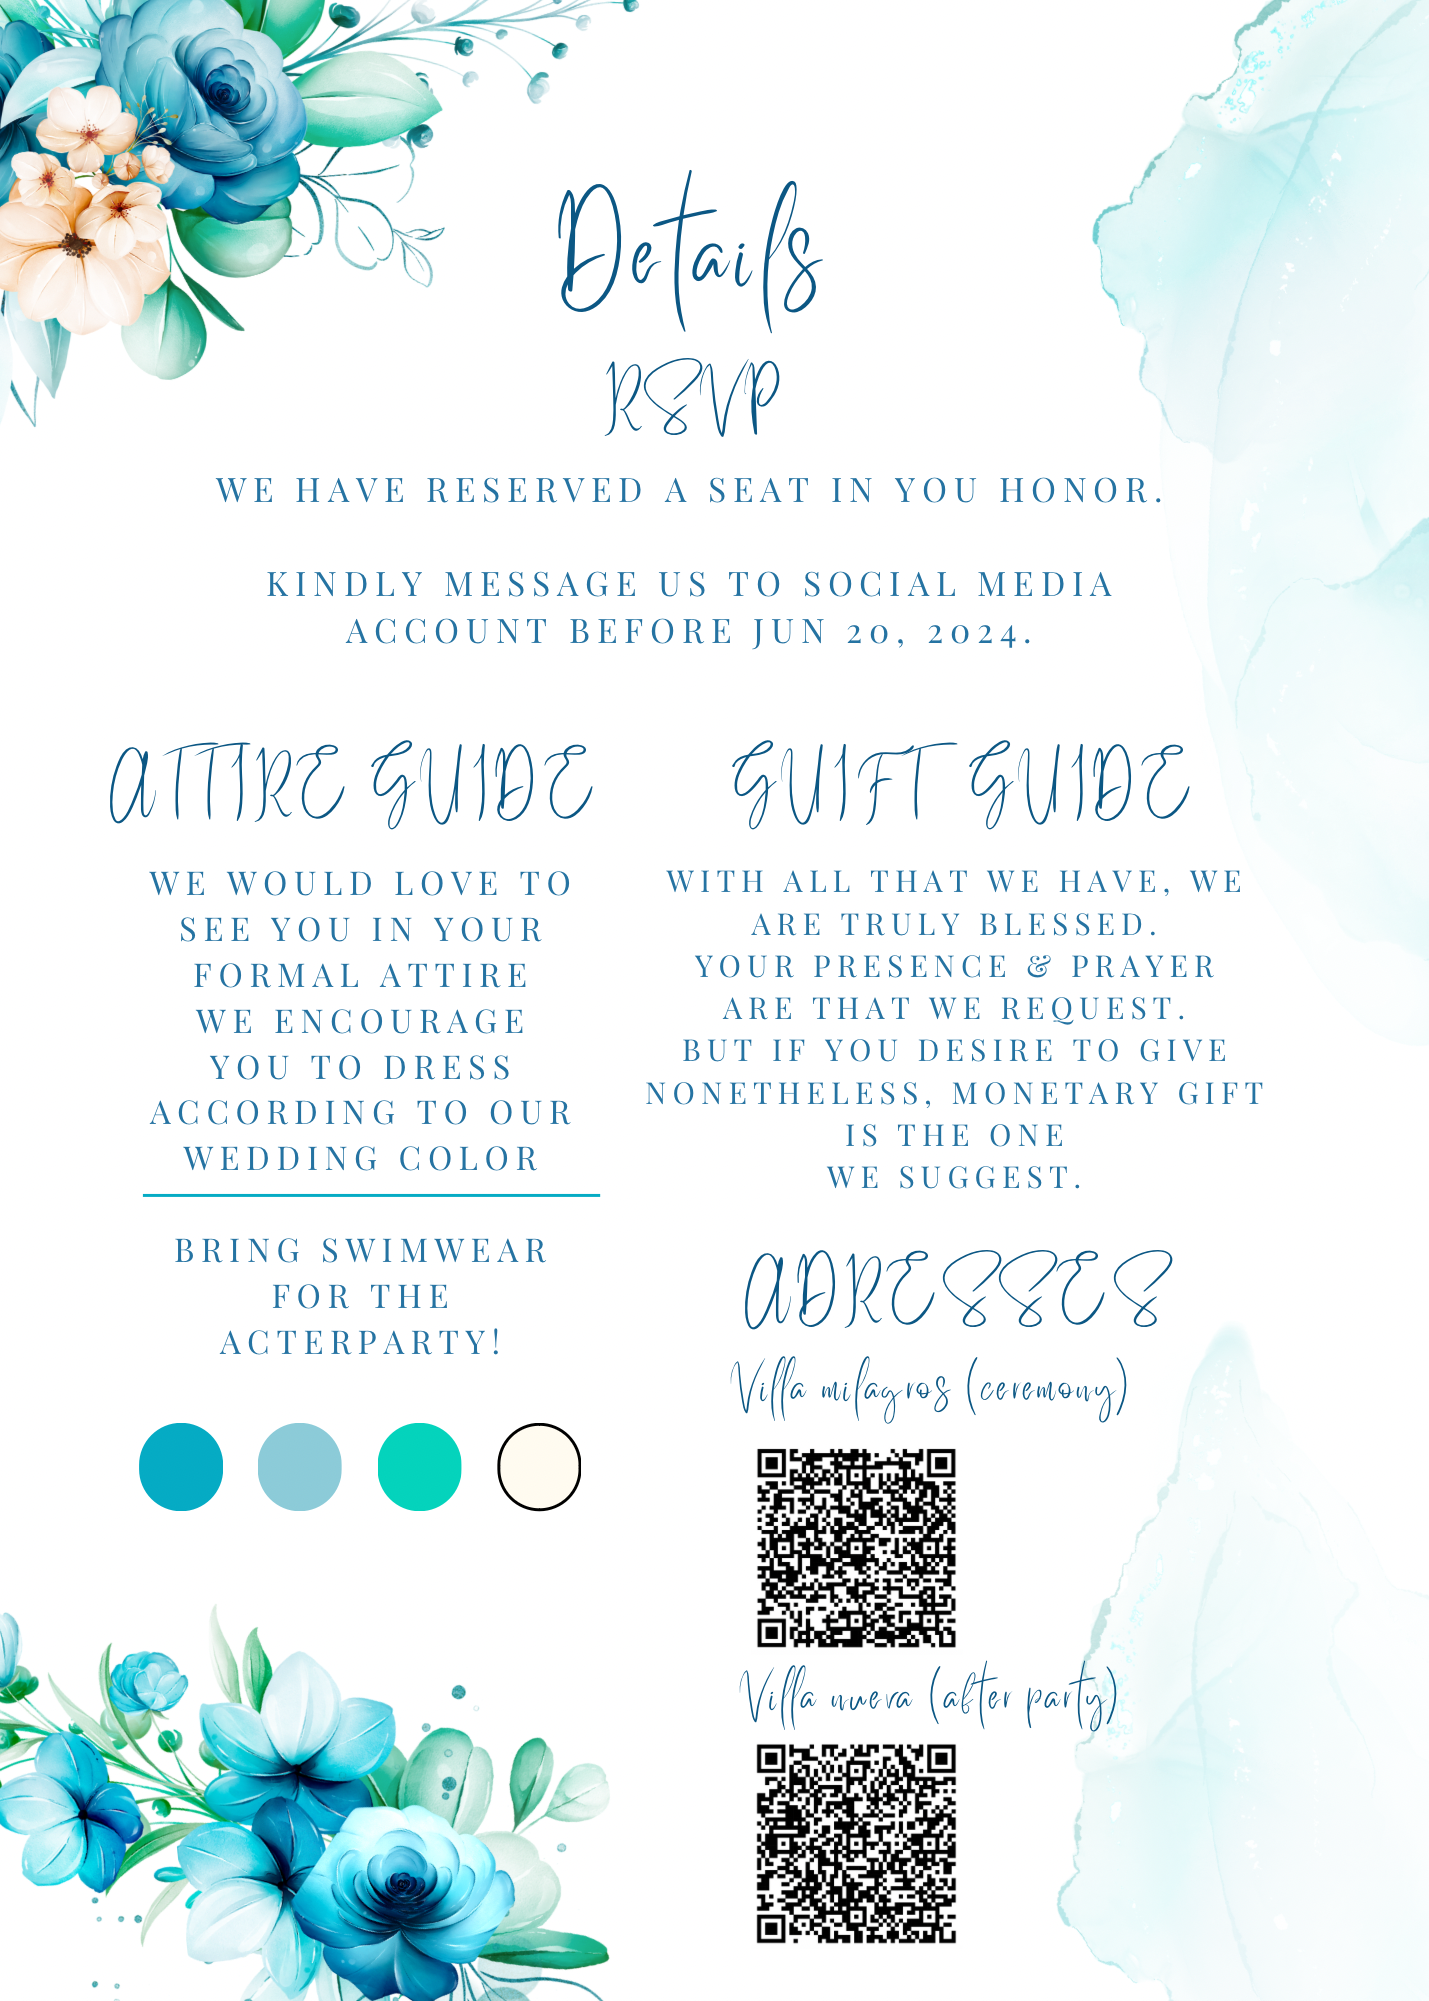 Details
RSVP
WE HAVE RESERVED A SEAT IN YOU HONOR.
KINDLY MESSAGE US TO SOCIAL MEDIA
ACCOUNT BEFORE JUN 20, 2024.
ATTIRE GUIDE
WE WOULD LOVE TO
SEE YOU IN YOUR
FORMAL ATTIRE
WE ENCOURAGE
YOU TO DRESS
ACCORDING TO OUR
WEDDING COLOR
BRING SWIMWEAR
FOR THE
ACTERPARTY!
GUIFT GUIDE
WITH ALL THAT WE HAVE, WE
ARE TRULY BLESSED.
YOUR PRESENCE & PRAYER
ARE THAT WE REQUEST.
BUT IF YOU DESIRE TO GIVE
NONETHELESS, MONETARY GIFT
IS THE ONE
WE SUGGEST.
ADRESSES
Villa milagros (ceremony)
Villa nueva (after party)